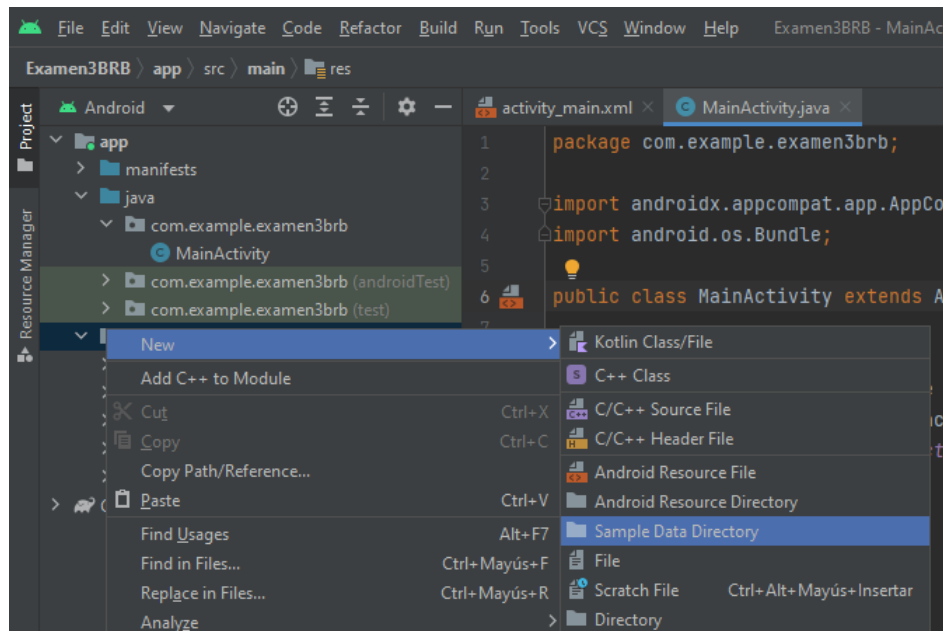 File Edit View Navigate Code Refactor Build Run Tools VCS Window Help Examen3BRB - MainAc
Examen3BRB app src main res
Project
Resource Manager
Android
app
manifests
java
com.example.examen3brb
MainActivity
com.example.examen3brb (androidTest)
com.example.examen3brb (test)
activity_main.xml
MainActivity.java
1 package com.example.examen3brb;
2
3 import androidx.appcompat.app.AppCo
4 import android.os.Bundle;
5
6 public class MainActivity extends A
New
Add C++ to Module
Cut Ctrl+X
Copy Ctrl+C
Copy Path/Reference...
Paste Ctrl+V
Find Usages Alt+F7
Find in Files... Ctrl+Mayús+F
Replace in Files... Ctrl+Mayús+R
Analyze
Kotlin Class/File
C++ Class
C/C++ Source File
C/C++ Header File
Android Resource File
Android Resource Directory
Sample Data Directory
File
Scratch File Ctrl+Alt+Mayús+Insertar
Directory